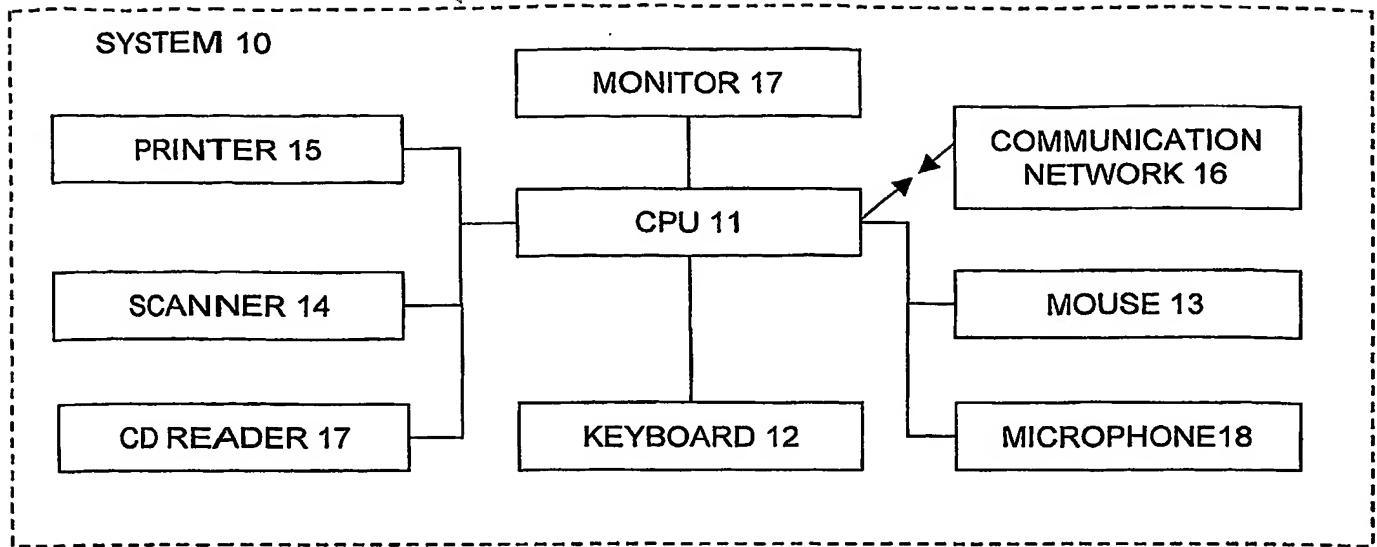 SYSTEM 10
MONITOR 17
PRINTER 15
COMMUNICATION
NETWORK 16
CPU 11
SCANNER 14
MOUSE 13
CD READER 17
KEYBOARD 12
MICROPHONE18